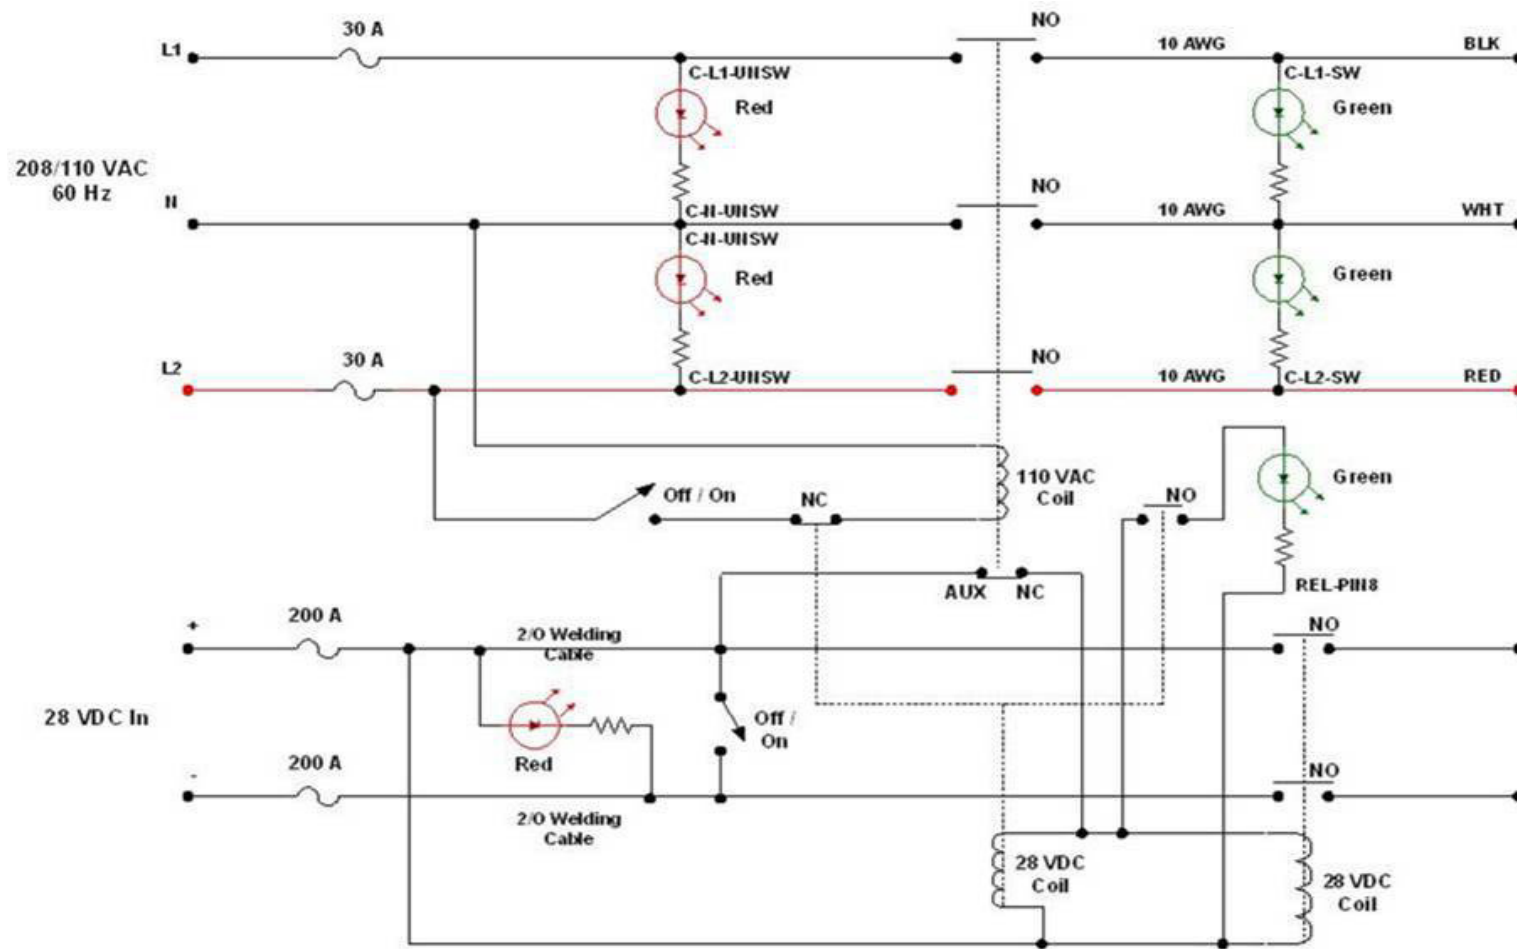 NO
30 A
L1
10 AWG
BLK
C-L1-UNSW
C-L1-SW
Red
Green
208/110 VAC
60 Hz
NO
N
C-N-UNSW
10 AWG
WHT
C-N-UNSW
Red
Green
30 A
NO
L2
C-L2-UNSW
10 AWG
C-L2-SW
RED
110 VAC
Coil
Green
Off / On
NC
NO
AUX
NC
REL-PIN8
200 A
+
2/0 Welding
Cable
NO
28 VDC In
Off /
On
Red
200 A
-
NO
2/0 Welding
Cable
28 VDC
Coil
28 VDC
Coil